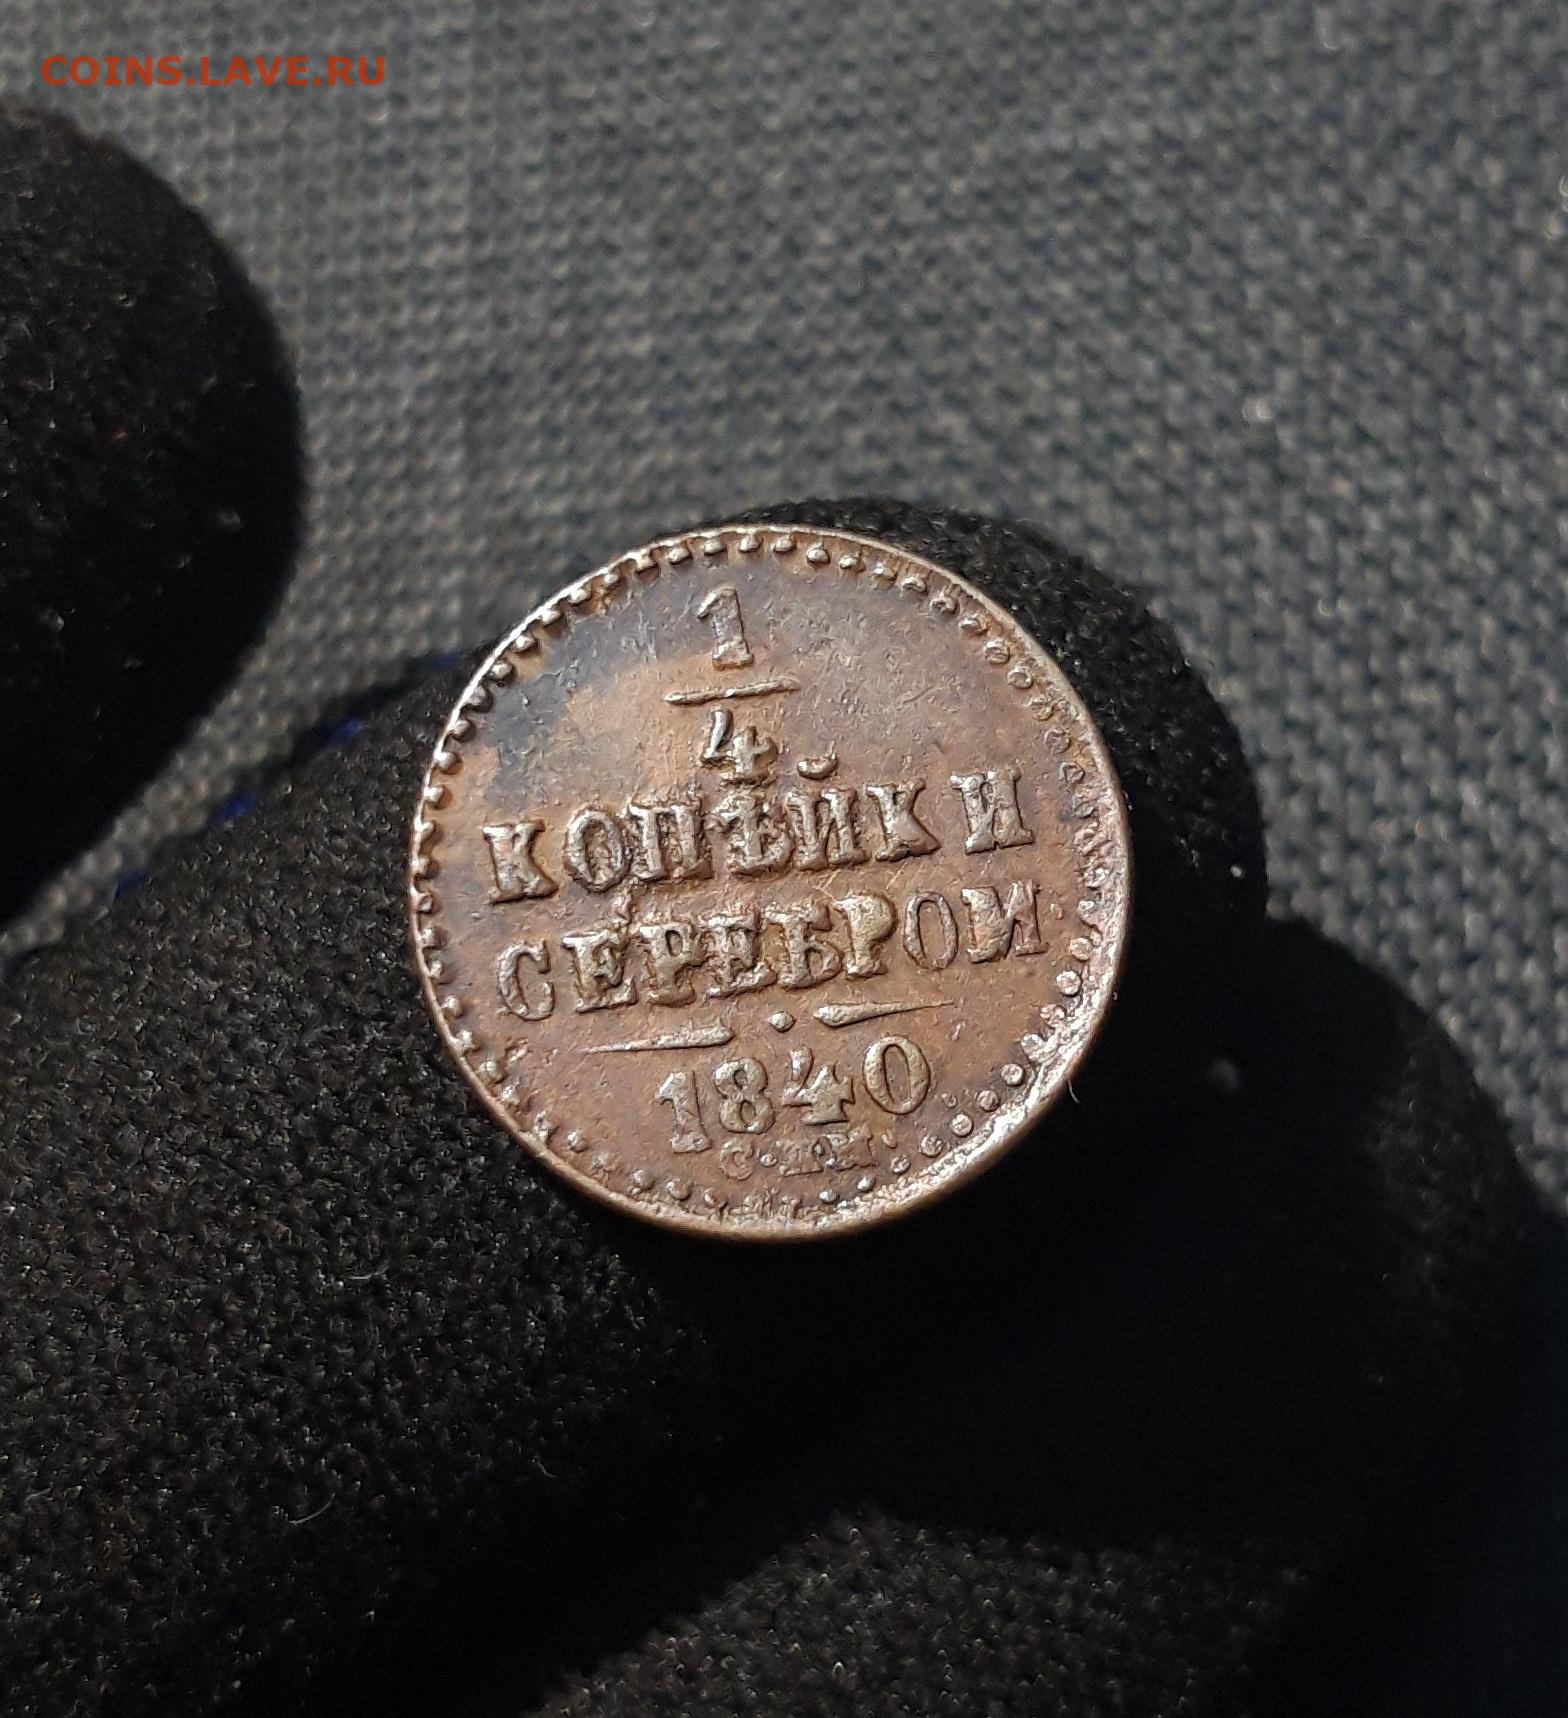 COINS.LAVE.RU
1
4
КОПѢЙКИ
СЕРЕБРОМ
1840
С.П.М.